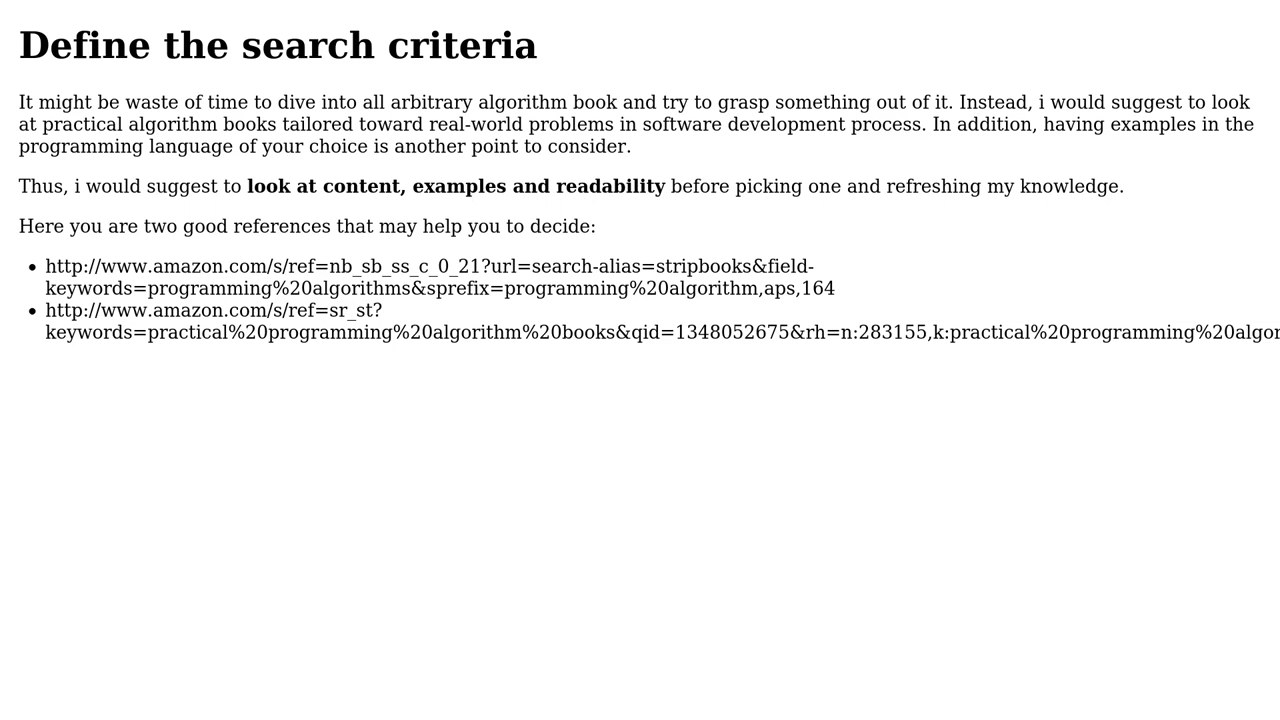 Define the search criteria
It might be waste of time to dive into all arbitrary algorithm book and try to grasp something out of it. Instead, i would suggest to look
at practical algorithm books tailored toward real-world problems in software development process. In addition, having examples in the
programming language of your choice is another point to consider.
Thus, i would suggest to look at content, examples and readability before picking one and refreshing my knowledge.
Here you are two good references that may help you to decide:
• http://www.amazon.com/s/ref=nb_sb_ss_c_0_21?url=search-alias=stripbooks&field-
keywords=programming%20algorithms&sprefix=programming%20algorithm,aps,164
• http://www.amazon.com/s/ref=sr_st?
keywords=practical%20programming%20algorithm%20books&qid=1348052675&rh=n:283155,k:practical%20programming%20algor